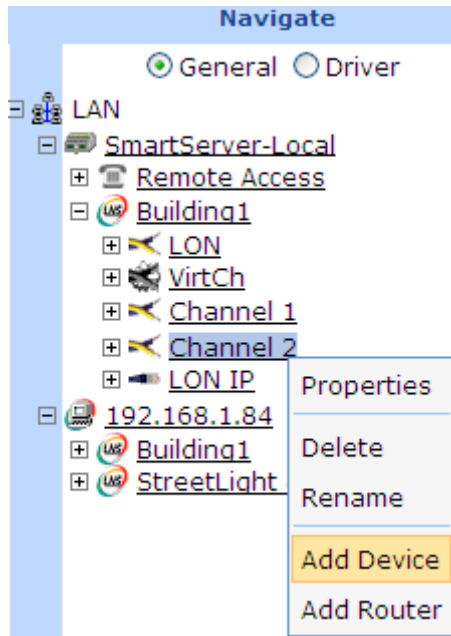 Navigate
General Driver
LAN
SmartServer-Local
Remote Access
Building1
LON
VirtCh
Channel 1
Channel 2
LON IP
192.168.1.84
Building1
StreetLight
Properties
Delete
Rename
Add Device
Add Router